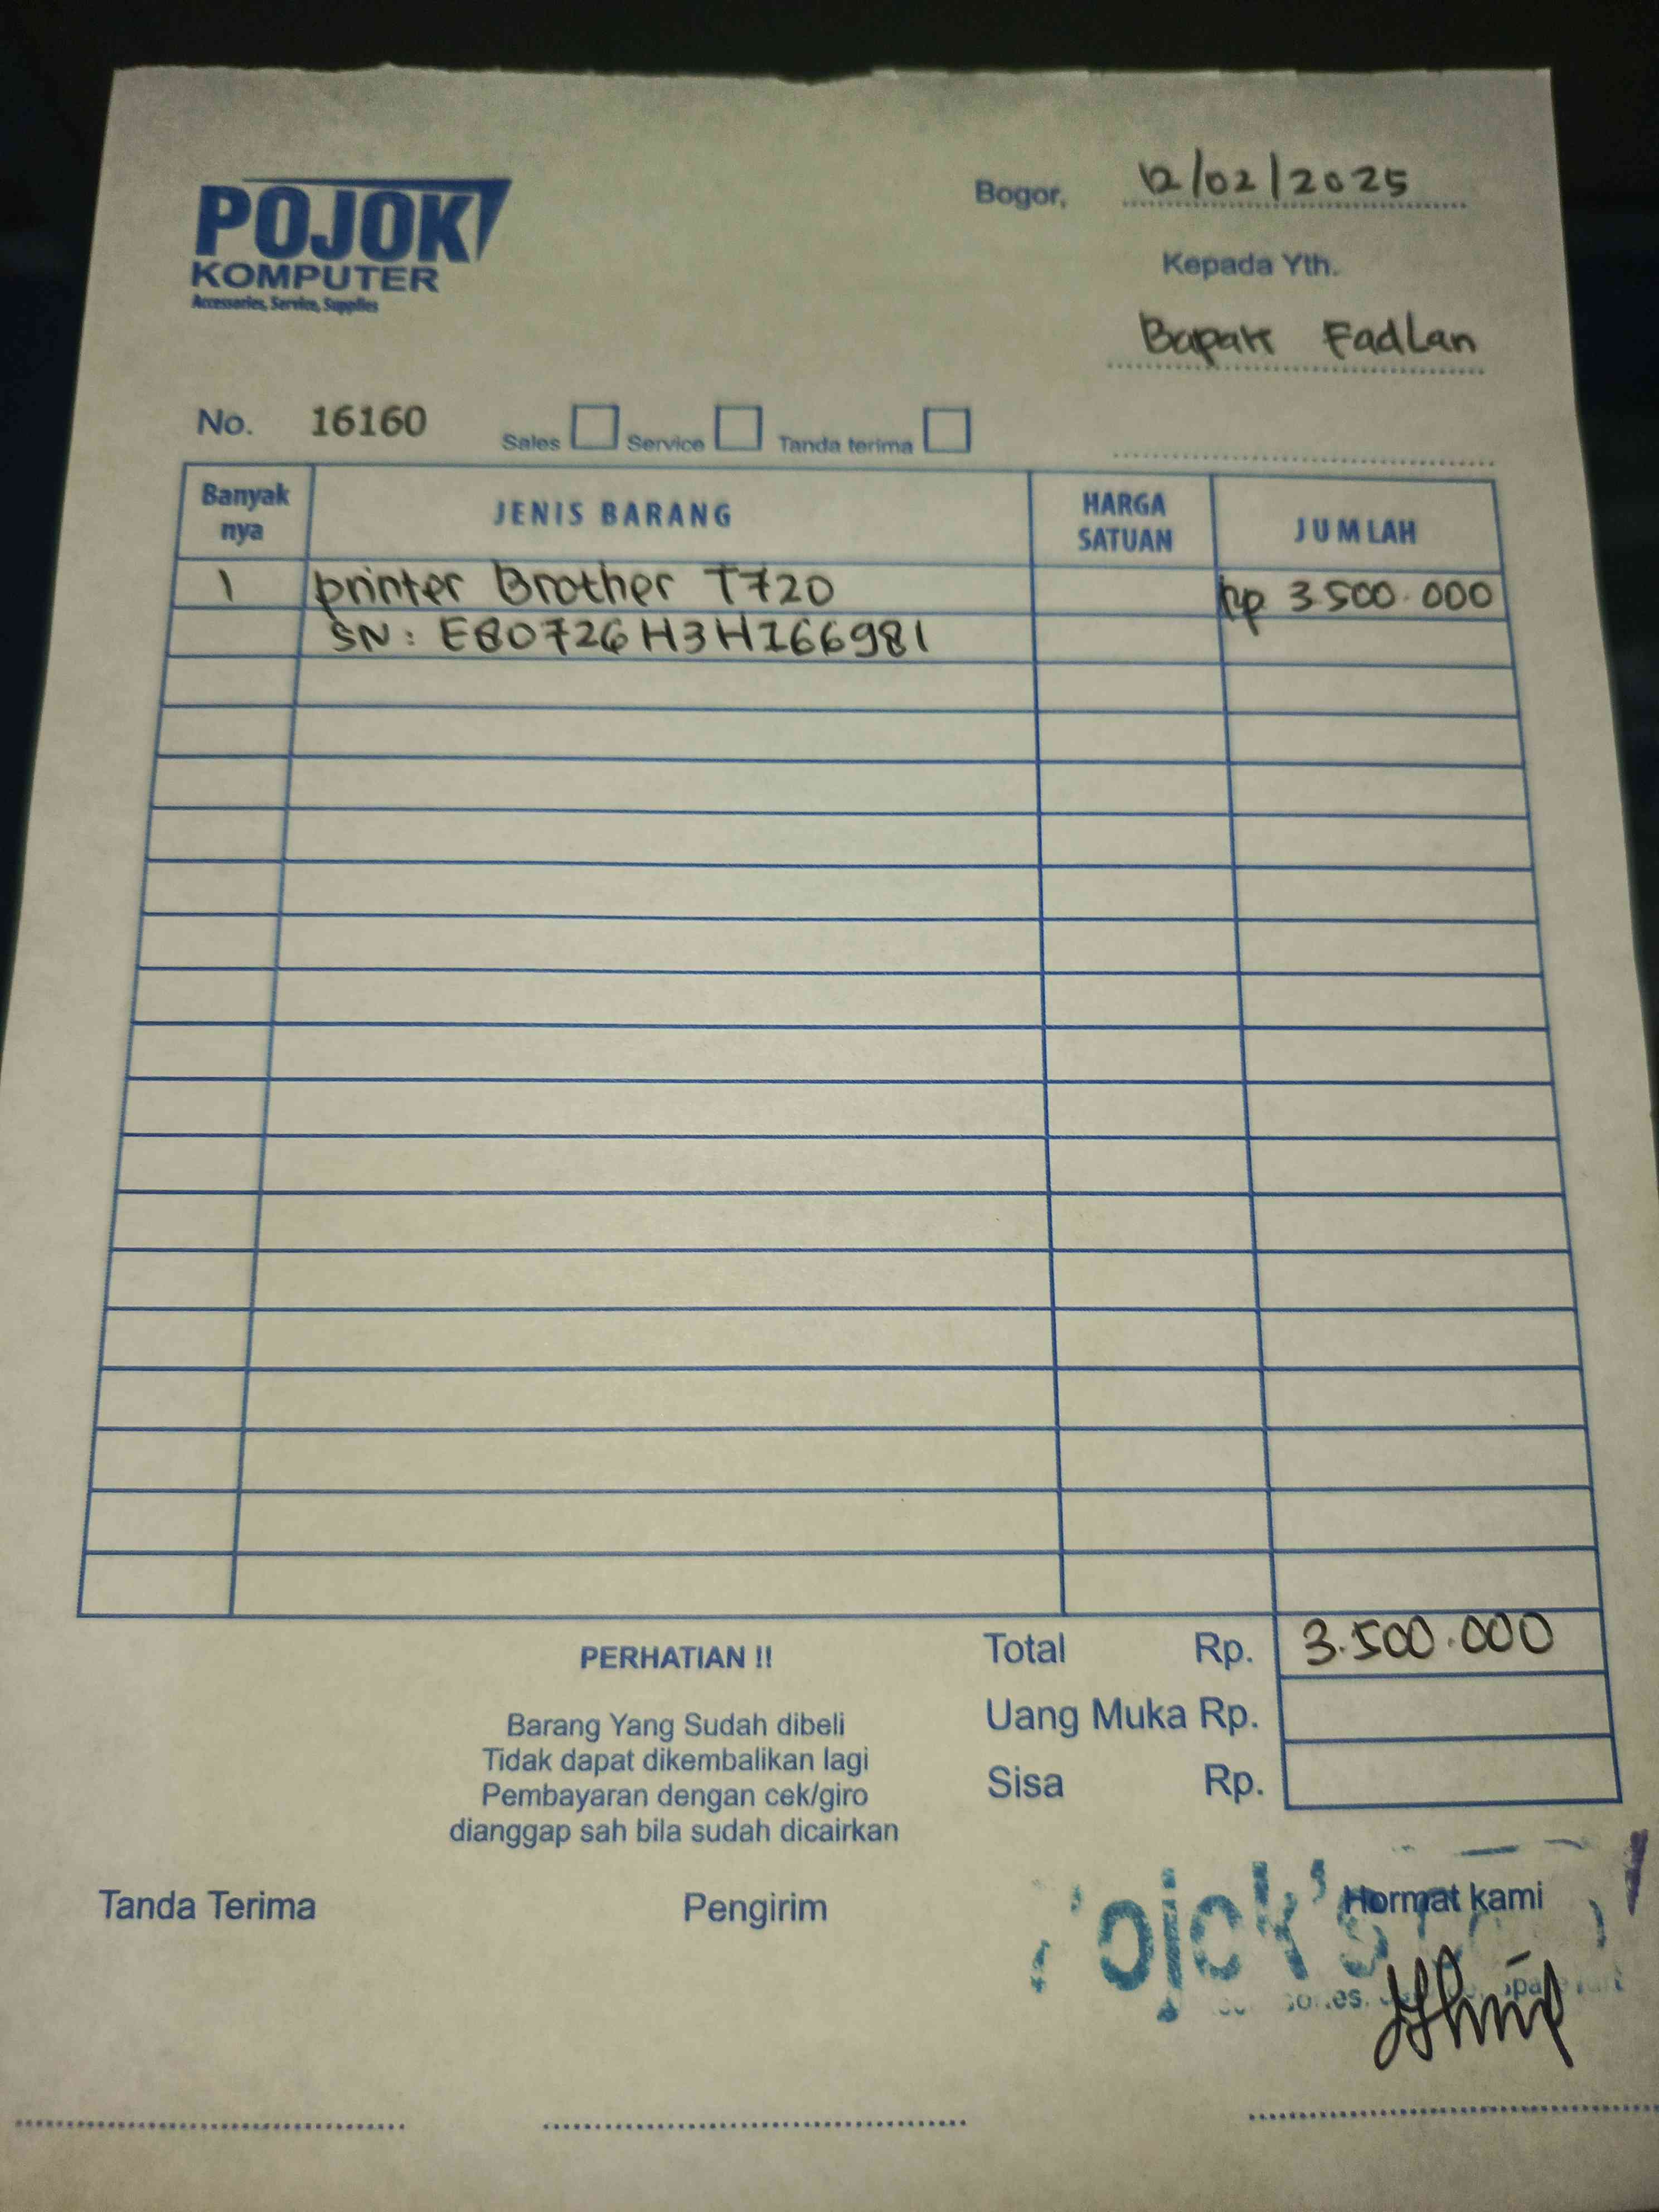 POJOK
KOMPUTER
Accessories, Service, Supplies
Bogor, 12/02/2025
Kepada Yth.
Bapak Fadlan
No. 16160 Sales Service Tanda terima
Banyak nya JENIS BARANG HARGA SATUAN JUMLAH
1 printer Brother T720 Rp 3.500.000
SN : E80726H3H166981
Total Rp. 3.500.000
Uang Muka Rp.
Sisa Rp.
PERHATIAN !!
Barang Yang Sudah dibeli
Tidak dapat dikembalikan lagi
Pembayaran dengan cek/giro
dianggap sah bila sudah dicairkan
Tanda Terima Pengirim Hormat kami